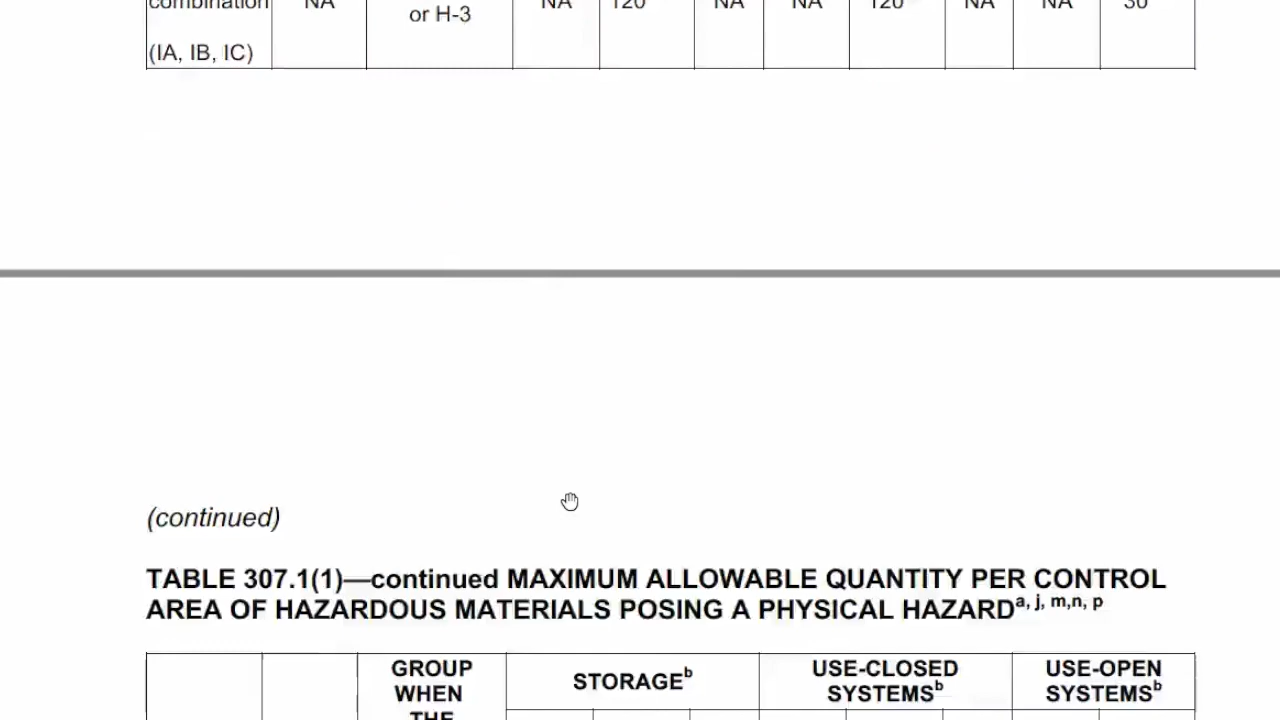 combination NA NA 120 NA NA 120 NA NA 30
or H-3
(IA, IB, IC)
(continued)
TABLE 307.1(1)—continued MAXIMUM ALLOWABLE QUANTITY PER CONTROL
AREA OF HAZARDOUS MATERIALS POSING A PHYSICAL HAZARDa, j, m,n, p
GROUP
WHEN
THE
STORAGEb
USE-CLOSED
SYSTEMSb
USE-OPEN
SYSTEMSb